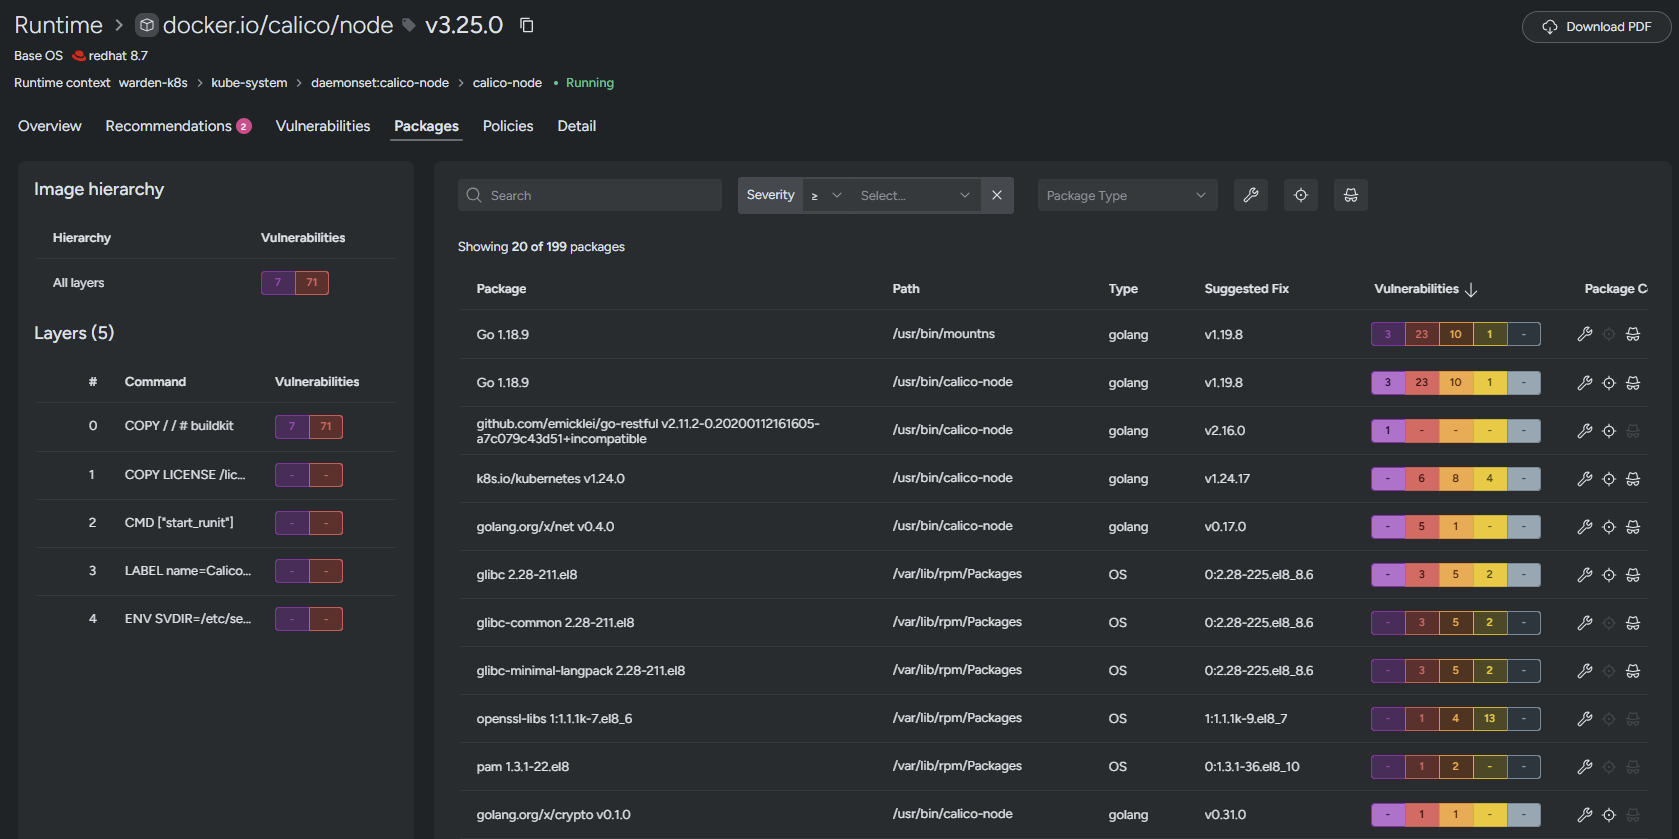 Runtime > docker.io/calico/node v3.25.0
Download PDF
Base OS redhat 8.7
Runtime context warden-k8s > kube-system > daemonset:calico-node > calico-node • Running
Overview Recommendations 2 Vulnerabilities Packages Policies Detail
Image hierarchy
Hierarchy Vulnerabilities
All layers 7 71
Layers (5)
# Command Vulnerabilities
0 COPY / / # buildkit 7 71
1 COPY LICENSE /lic... - -
2 CMD ["start_runit"] - -
3 LABEL name=Calico... - -
4 ENV SVDIR=/etc/se... - -
Search Severity ≥ Select... Package Type
Showing 20 of 199 packages
Package Path Type Suggested Fix Vulnerabilities Package C
Go 1.18.9 /usr/bin/mountns golang v1.19.8 3 23 10 1 -
Go 1.18.9 /usr/bin/calico-node golang v1.19.8 3 23 10 1 -
github.com/emicklei/go-restful v2.11.2-0.20200112161605-
a7c079c43d51+incompatible /usr/bin/calico-node golang v2.16.0 1 - - - -
k8s.io/kubernetes v1.24.0 /usr/bin/calico-node golang v1.24.17 - 6 8 4 -
golang.org/x/net v0.4.0 /usr/bin/calico-node golang v0.17.0 - 5 1 - -
glibc 2.28-211.el8 /var/lib/rpm/Packages OS 0:2.28-225.el8_8.6 - 3 5 2 -
glibc-common 2.28-211.el8 /var/lib/rpm/Packages OS 0:2.28-225.el8_8.6 - 3 5 2 -
glibc-minimal-langpack 2.28-211.el8 /var/lib/rpm/Packages OS 0:2.28-225.el8_8.6 - 3 5 2 -
openssl-libs 1:1.1.1k-7.el8_6 /var/lib/rpm/Packages OS 1:1.1.1k-9.el8_7 - 1 4 13 -
pam 1.3.1-22.el8 /var/lib/rpm/Packages OS 0:1.3.1-36.el8_10 - 1 2 - -
golang.org/x/crypto v0.1.0 /usr/bin/calico-node golang v0.31.0 - 1 1 - -